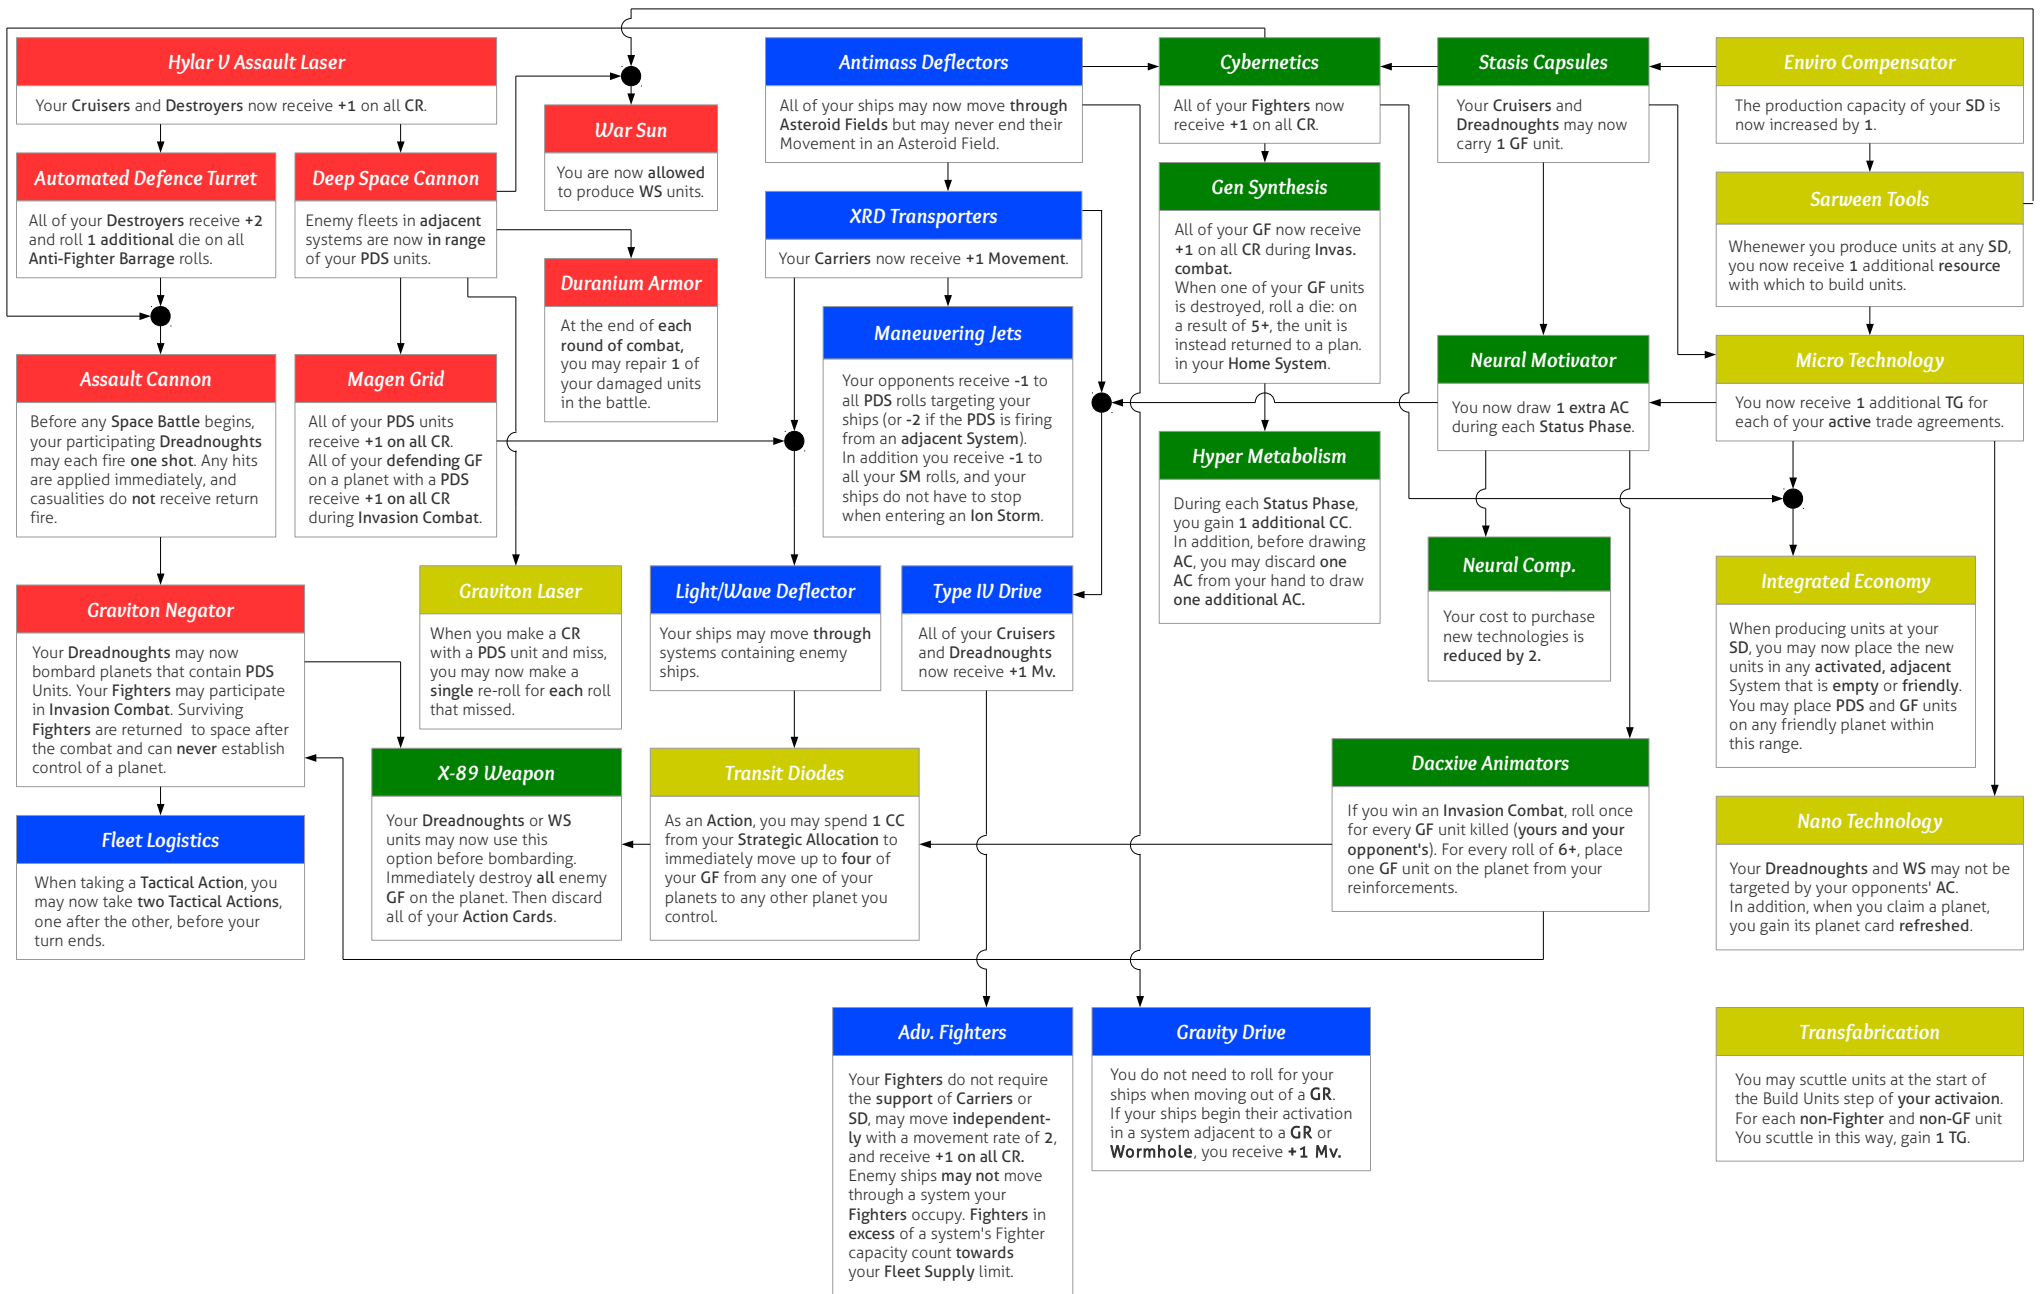 Hylar V Assault Laser
Your Cruisers and Destroyers now receive +1 on all CR.
Automated Defence Turret
All of your Destroyers receive +2
and roll 1 additional die on all
Anti-Fighter Barrage rolls.
Deep Space Cannon
Enemy fleets in adjacent
systems are now in range
of your PDS units.
War Sun
You are now allowed
to produce WS units.
Duranium Armor
At the end of each
round of combat,
you may repair 1 of
your damaged units
in the battle.
Assault Cannon
Before any Space Battle begins,
your participating Dreadnoughts
may each fire one shot. Any hits
are applied immediately, and
casualities do not receive return
fire.
Magen Grid
All of your PDS units
receive +1 on all CR.
All of your defending GF
on a planet with a PDS
receive +1 on all CR
during Invasion Combat.
Graviton Negator
Your Dreadnoughts may now
bombard planets that contain PDS
Units. Your Fighters may participate
in Invasion Combat. Surviving
Fighters are returned to space after
the combat and can never establish
control of a planet.
Fleet Logistics
When taking a Tactical Action, you
may now take two Tactical Actions,
one after the other, before your
turn ends.
Graviton Laser
When you make a CR
with a PDS unit and miss,
you may now make a
single re-roll for each roll
that missed.
X-89 Weapon
Your Dreadnoughts or WS
units may now use this
option before bombarding.
Immediately destroy all enemy
GF on the planet. Then discard
all of your Action Cards.
Antimass Deflectors
All of your ships may now move through
Asteroid Fields but may never end their
Movement in an Asteroid Field.
XRD Transporters
Your Carriers now receive +1 Movement.
Maneuvering Jets
Your opponents receive -1 to
all PDS rolls targeting your
ships (or -2 if the PDS is firing
from an adjacent System).
In addition you receive -1 to
all your SM rolls, and your
ships do not have to stop
when entering an Ion Storm.
Light/Wave Deflector
Your ships may move through
systems containing enemy
ships.
Type IV Drive
All of your Cruisers
and Dreadnoughts
now receive +1 Mv.
Transit Diodes
As an Action, you may spend 1 CC
from your Strategic Allocation to
immediately move up to four of
your GF from any one of your
planets to any other planet you
control.
Adv. Fighters
Your Fighters do not require
the support of Carriers or
SD, may move independent-
ly with a movement rate of 2,
and receive +1 on all CR.
Enemy ships may not move
through a system your
Fighters occupy. Fighters in
excess of a system's Fighter
capacity count towards
your Fleet Supply limit.
Gravity Drive
You do not need to roll for your
ships when moving out of a GR.
If your ships begin their activation
in a system adjacent to a GR or
Wormhole, you receive +1 Mv.
Cybernetics
All of your Fighters now
receive +1 on all CR.
Gen Synthesis
All of your GF now receive
+1 on all CR during Invas.
combat.
When one of your GF units
is destroyed, roll a die: on
a result of 5+, the unit is
instead returned to a plan.
in your Home System.
Hyper Metabolism
During each Status Phase,
you gain 1 additional CC.
In addition, before drawing
AC, you may discard one
AC from your hand to draw
one additional AC.
Stasis Capsules
Your Cruisers and
Dreadnoughts may now
carry 1 GF unit.
Neural Motivator
You now draw 1 extra AC
during each Status Phase.
Neural Comp.
Your cost to purchase
new technologies is
reduced by 2.
Dacxive Animators
If you win an Invasion Combat, roll once
for every GF unit killed (yours and your
opponent's). For every roll of 6+, place
one GF unit on the planet from your
reinforcements.
Enviro Compensator
The production capacity of your SD is
now increased by 1.
Sarween Tools
Whenewer you produce units at any SD,
you now receive 1 additional resource
with which to build units.
Micro Technology
You now receive 1 additional TG for
each of your active trade agreements.
Integrated Economy
When producing units at your
SD, you may now place the new
units in any activated, adjacent
System that is empty or friendly.
You may place PDS and GF units
on any friendly planet within
this range.
Nano Technology
Your Dreadnoughts and WS may not be
targeted by your opponents' AC.
In addition, when you claim a planet,
you gain its planet card refreshed.
Transfabrication
You may scuttle units at the start of
the Build Units step of your activaion.
For each non-Fighter and non-GF unit
You scuttle in this way, gain 1 TG.